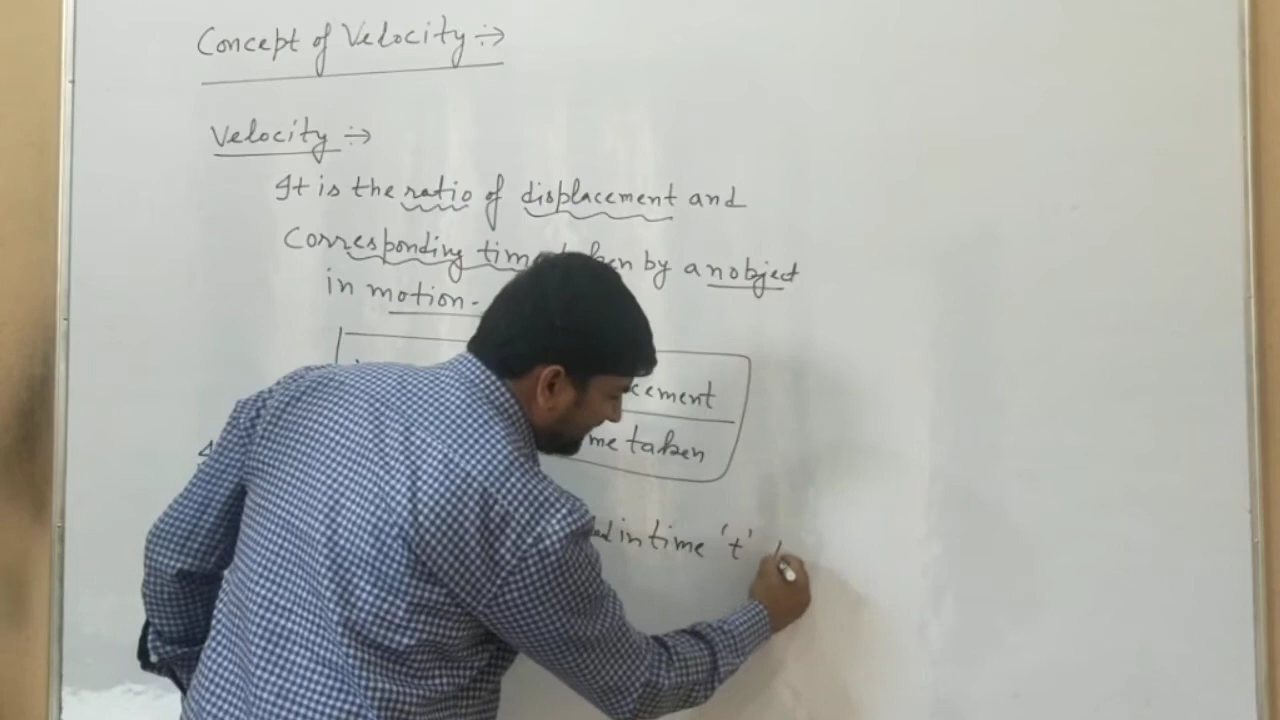 Concept of Velocity :→
Velocity :→
It is the ratio of displacement and
Corresponding time taken by an object
in motion.
cement
me taken
in time 't'